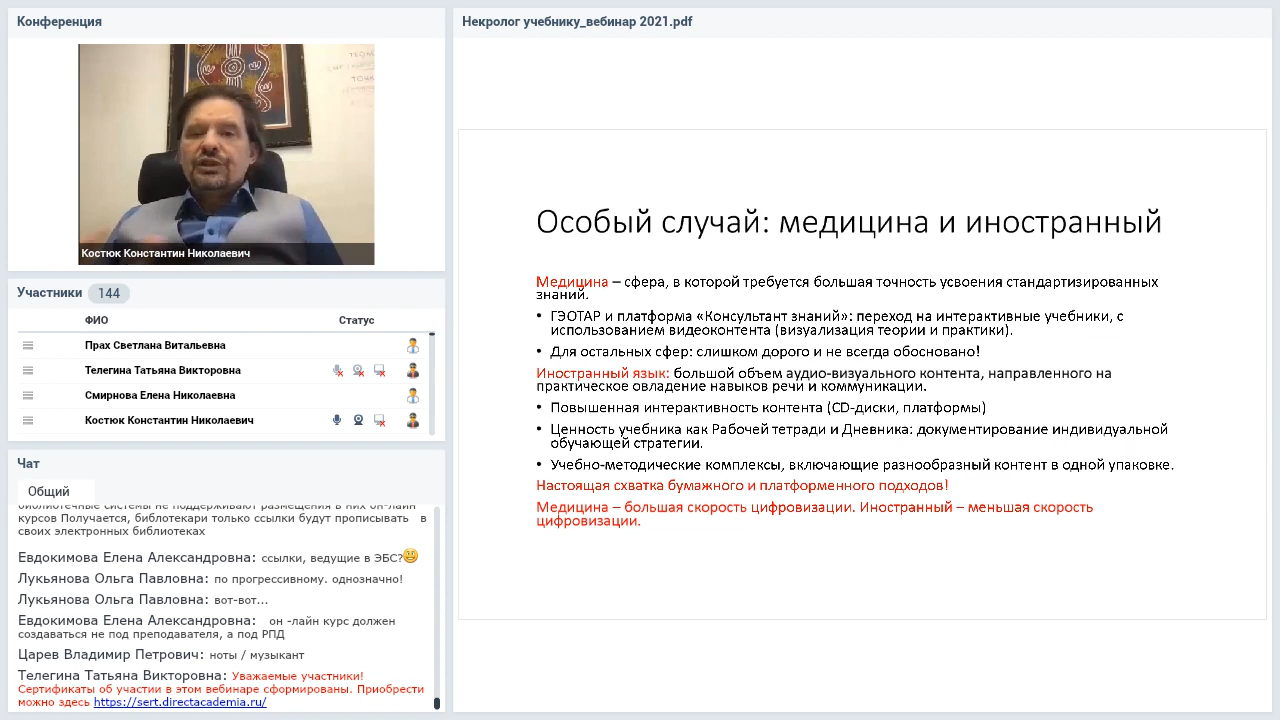 Конференция
Костюк Константин Николаевич
Участники 144
ФИО Статус
Прах Светлана Витальевна
Телегина Татьяна Викторовна
Смирнова Елена Николаевна
Костюк Константин Николаевич
Чат
Общий
библиотечные системы не поддерживают размещения в них он-лайн
курсов Получается, библотекари только ссылки будут прописывать в
своих электронных библиотеках
Евдокимова Елена Александровна: ссылки, ведущие в ЭБС?
Лукьянова Ольга Павловна: по прогрессивному. однозначно!
Лукьянова Ольга Павловна: вот-вот...
Евдокимова Елена Александровна: он -лайн курс должен
создаваться не под преподавателя, а под РПД
Царев Владимир Петрович: ноты / музыкант
Телегина Татьяна Викторовна: Уважаемые участники!
Сертификаты об участии в этом вебинаре сформированы. Приобрести
можно здесь https://sert.directacademia.ru/
Некролог учебнику_вебинар 2021.pdf
Особый случай: медицина и иностранный
Медицина – сфера, в которой требуется большая точность усвоения стандартизированных
знаний.
• ГЭОТАР и платформа «Консультант знаний»: переход на интерактивные учебники, с
использованием видеоконтента (визуализация теории и практики).
• Для остальных сфер: слишком дорого и не всегда обосновано!
Иностранный язык: большой объем аудио-визуального контента, направленного на
практическое овладение навыков речи и коммуникации.
• Повышенная интерактивность контента (CD-диски, платформы)
• Ценность учебника как Рабочей тетради и Дневника: документирование индивидуальной
обучающей стратегии.
• Учебно-методические комплексы, включающие разнообразный контент в одной упаковке.
Настоящая схватка бумажного и платформенного подходов!
Медицина – большая скорость цифровизации. Иностранный – меньшая скорость
цифровизации.